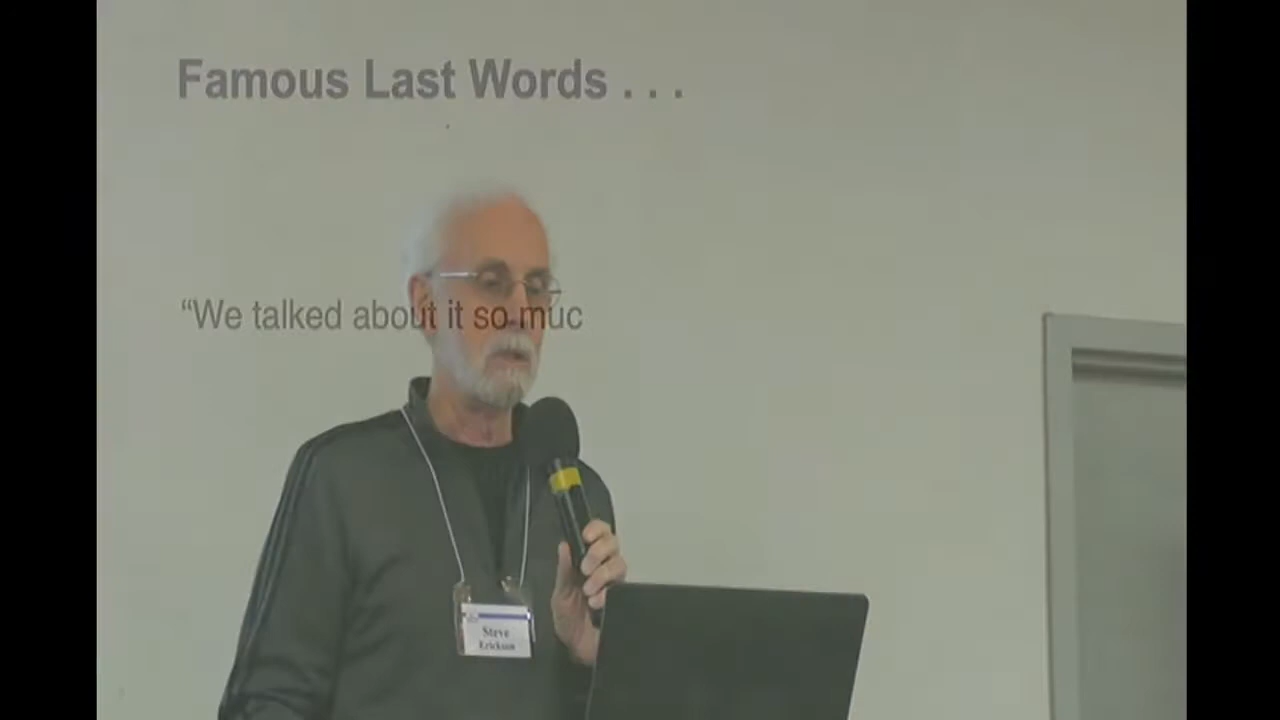 Famous Last Words . . .
“We talked about it so muc
Steve
Erickson